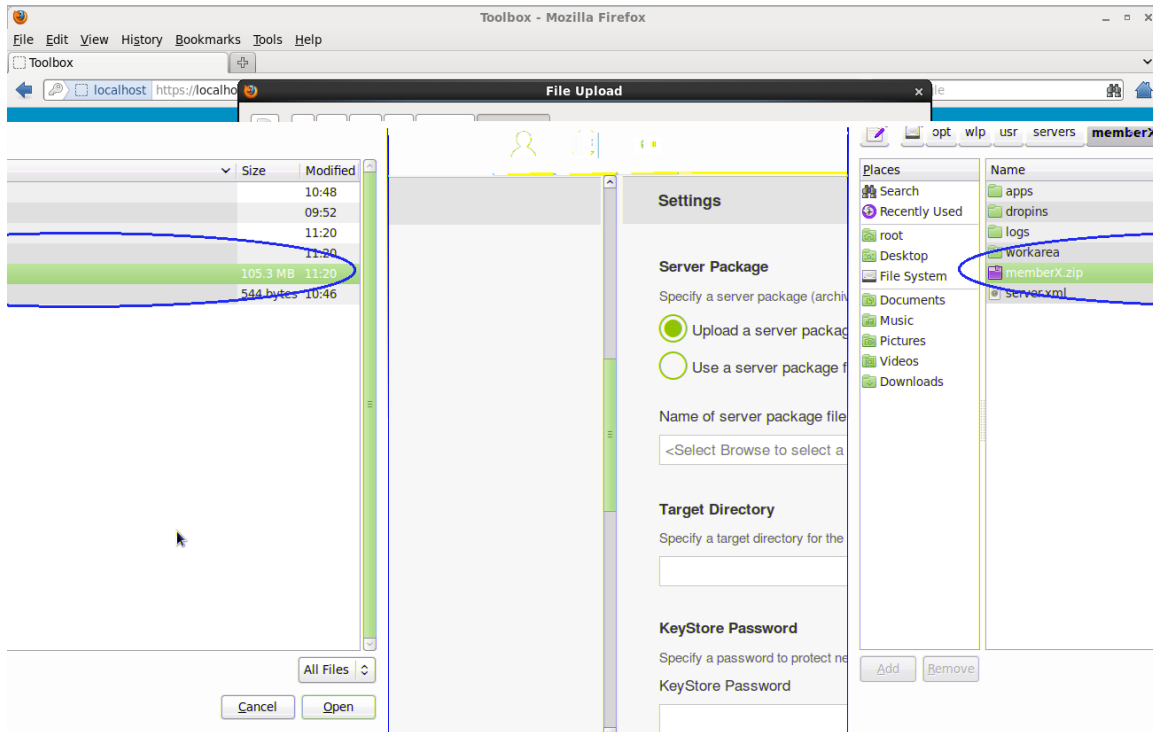 Toolbox - Mozilla Firefox
File Edit View History Bookmarks Tools Help
Toolbox
localhost https://localho
File Upload
Size Modified
10:48
09:52
11:20
11:20
105.3 MB 11:20
544 bytes 10:46
All Files
Cancel Open
Settings
Server Package
Specify a server package (archiv
Upload a server packag
Use a server package f
Name of server package file
<Select Browse to select a
Target Directory
Specify a target directory for the
KeyStore Password
Specify a password to protect ne
KeyStore Password
opt wlp usr servers memberX
Places
Search
Recently Used
root
Desktop
File System
Documents
Music
Pictures
Videos
Downloads
Name
apps
dropins
logs
workarea
memberX.zip
server.xml
Add Remove